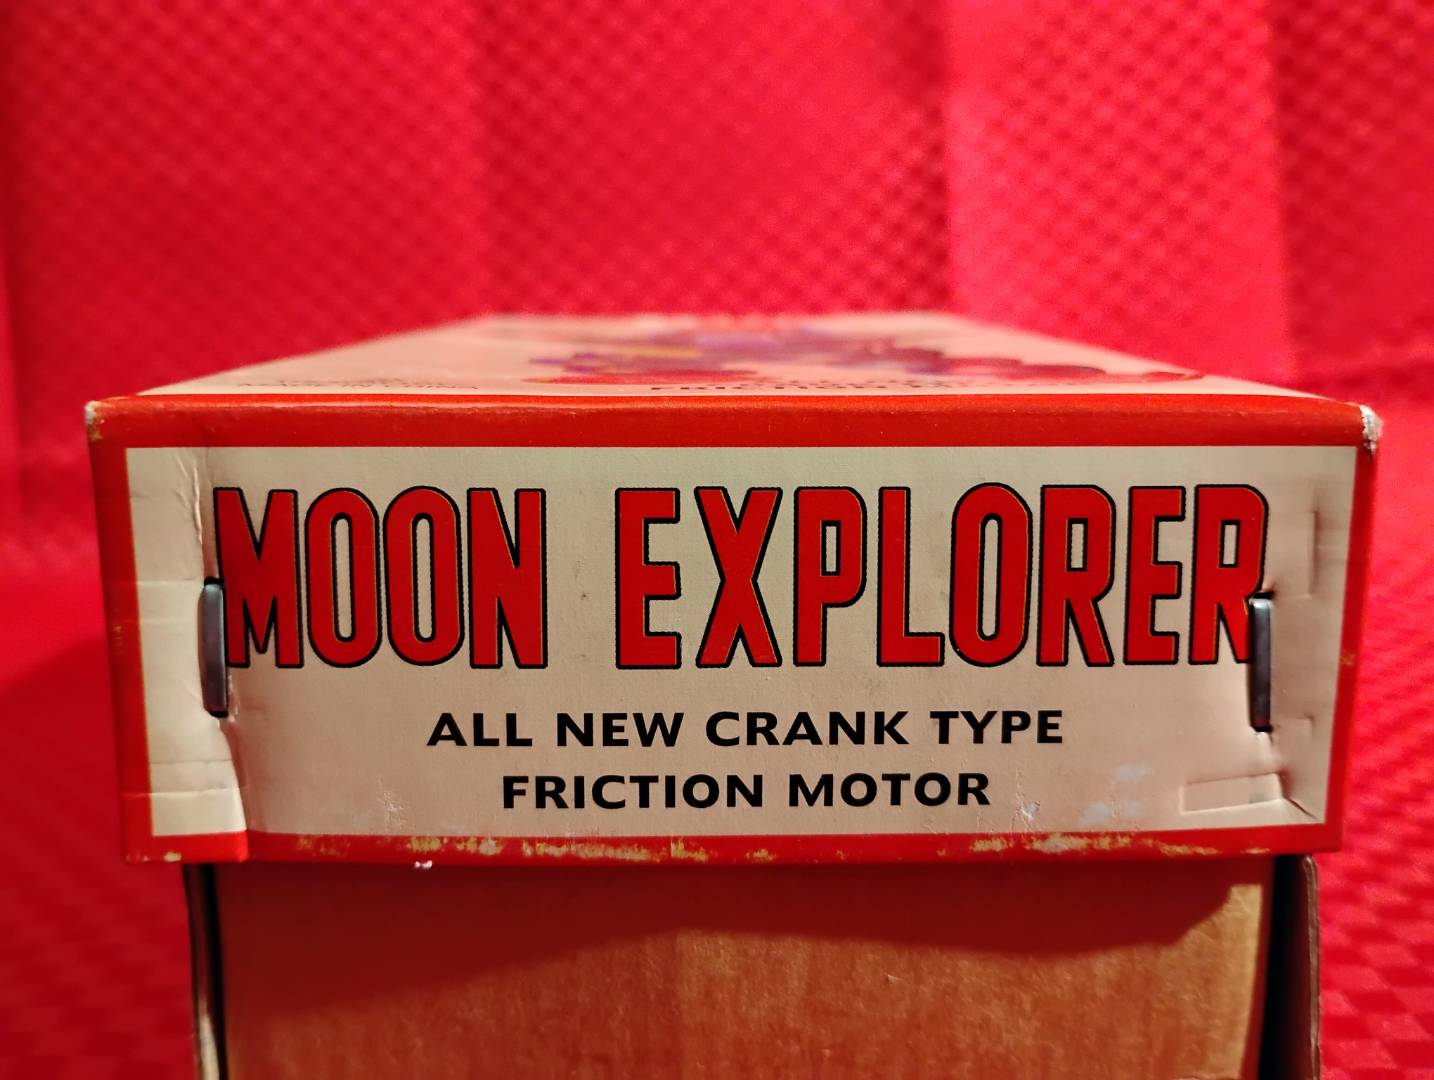 MOON EXPLORER
ALL NEW CRANK TYPE
FRICTION MOTOR